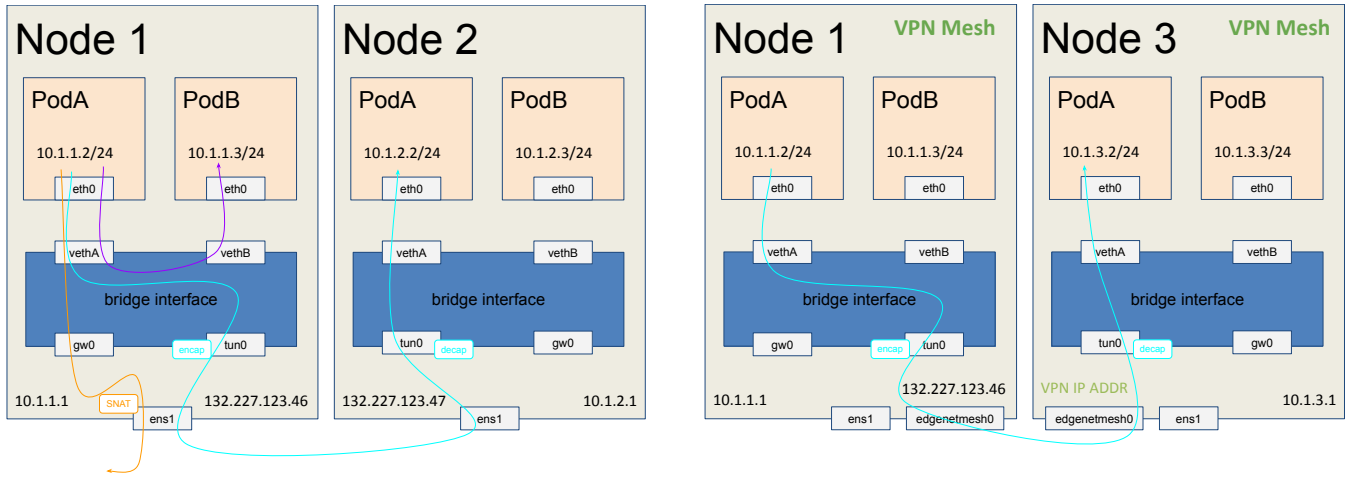 Node 1
PodA
10.1.1.2/24
eth0
PodB
10.1.1.3/24
eth0
vethA
vethB
bridge interface
gw0
encap
tun0
10.1.1.1
SNAT
132.227.123.46
ens1
Node 2
PodA
10.1.2.2/24
eth0
PodB
10.1.2.3/24
eth0
vethA
vethB
bridge interface
tun0
decap
gw0
132.227.123.47
10.1.2.1
ens1
Node 1
VPN Mesh
PodA
10.1.1.2/24
eth0
PodB
10.1.1.3/24
eth0
vethA
vethB
bridge interface
gw0
encap
tun0
132.227.123.46
10.1.1.1
ens1
edgenetmesh0
Node 3
VPN Mesh
PodA
10.1.3.2/24
eth0
PodB
10.1.3.3/24
eth0
vethA
vethB
bridge interface
tun0
decap
gw0
VPN IP ADDR
10.1.3.1
edgenetmesh0
ens1